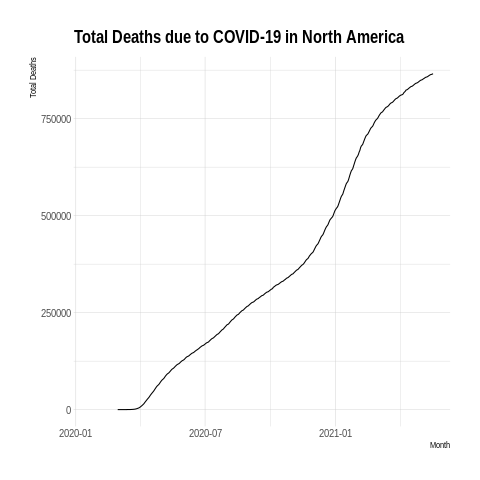 Total Deaths due to COVID-19 in North America
Total Deaths
750000
500000
250000
0
2020-01 2020-07 2021-01
Month